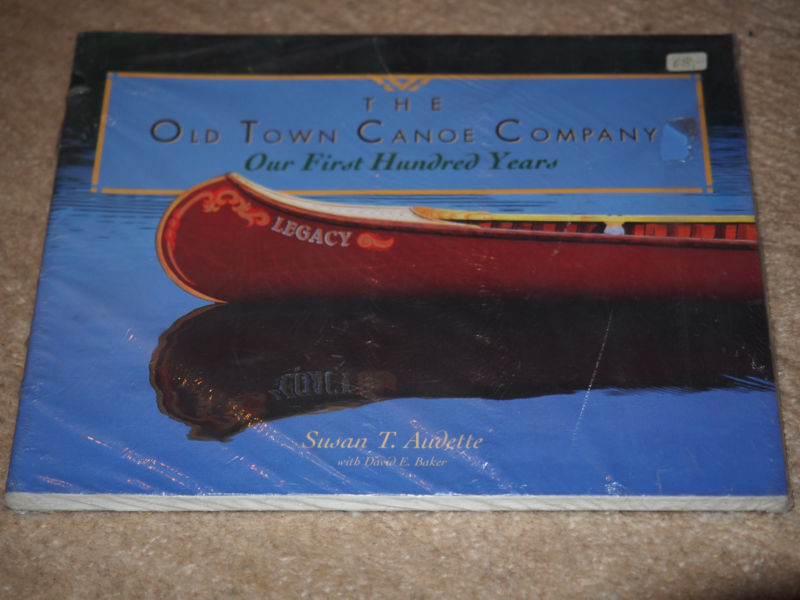 THE
OLD TOWN CANOE COMPANY
Our First Hundred Years
LEGACY
Susan T. Audette
with David E. Baker